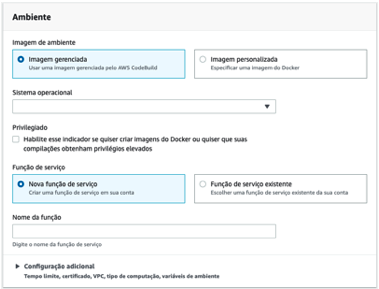 Ambiente
Imagem de ambiente
Imagem gerenciada
Usar uma imagem gerenciada pelo AWS CodeBuild
Imagem personalizada
Especificar uma imagem do Docker
Sistema operacional
Privilegiado
Habilite esse indicador se quiser criar imagens do Docker ou quiser que suas
compilações obtenham privilégios elevados
Função de serviço
Nova função de serviço
Criar uma função de serviço em sua conta
Função de serviço existente
Escolher uma função de serviço existente da sua conta
Nome da função
Digite o nome da função de serviço
Configuração adicional
Tempo limite, certificado, VPC, tipo de computação, variáveis de ambiente